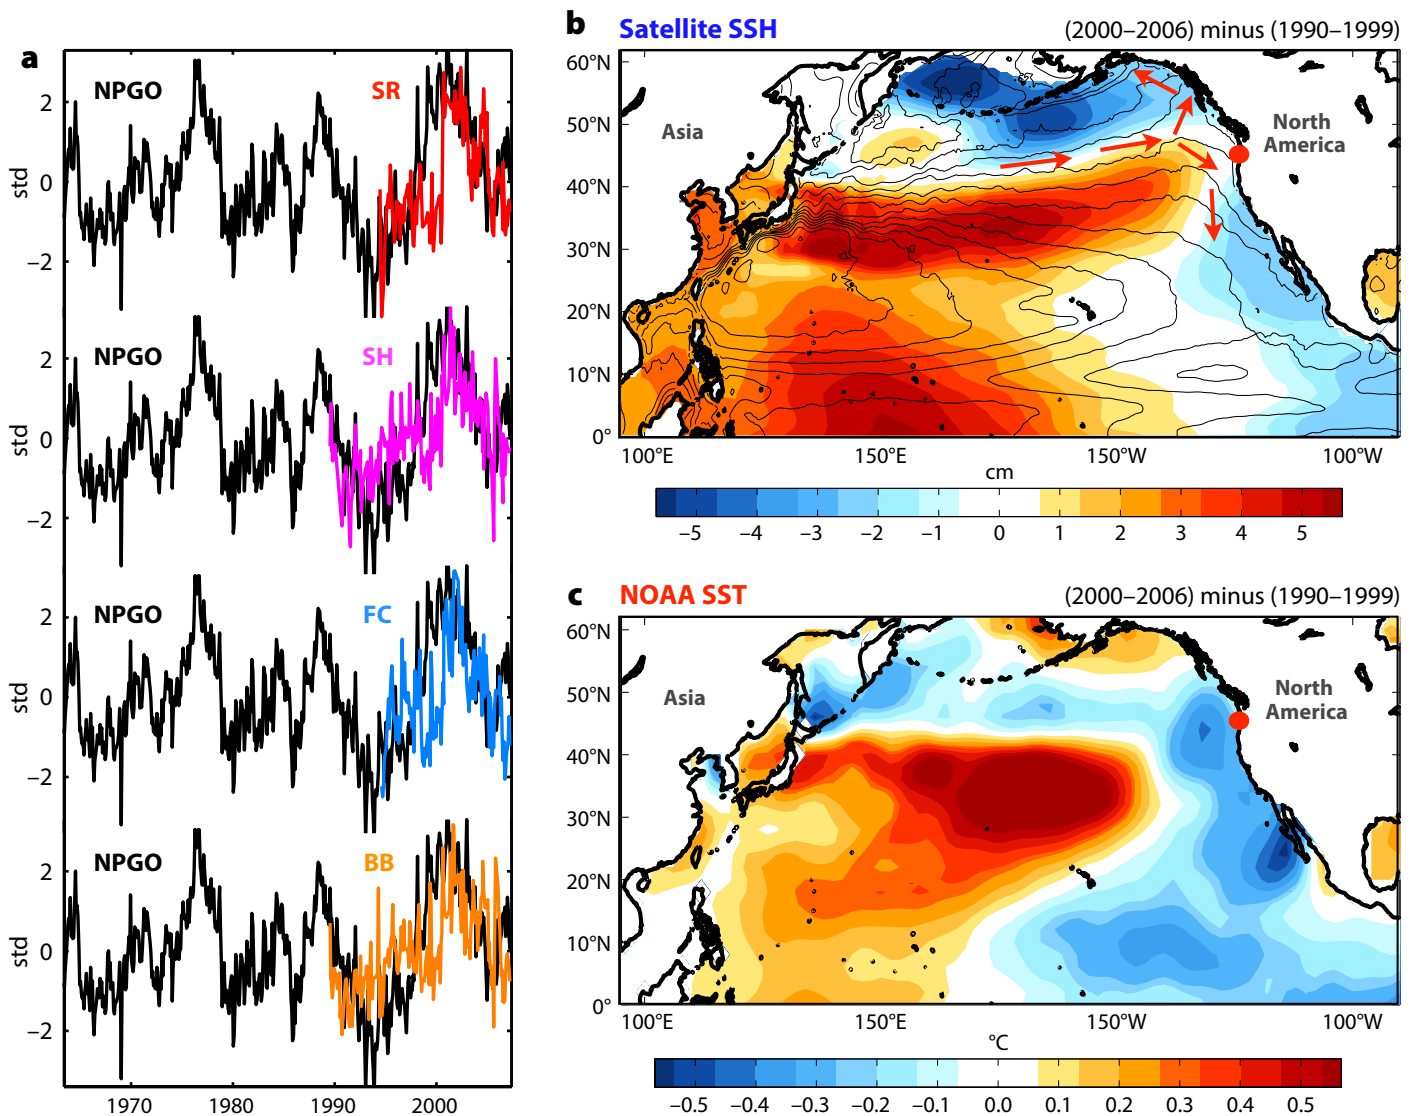 a
NPGO SR
2
0
−2
std
NPGO SH
2
0
−2
std
NPGO FC
2
0
−2
std
NPGO BB
2
0
−2
std
1970 1980 1990 2000
b Satellite SSH (2000–2006) minus (1990–1999)
60°N
50°N
40°N
30°N
20°N
10°N
0°
Asia
North
America
100°E 150°E 150°W 100°W
cm
−5 −4 −3 −2 −1 0 1 2 3 4 5
c NOAA SST (2000–2006) minus (1990–1999)
60°N
50°N
40°N
30°N
20°N
10°N
0°
Asia
North
America
100°E 150°E 150°W 100°W
°C
−0.5 −0.4 −0.2 −0.1 0.0 0.1 0.2 0.3 0.4 0.5